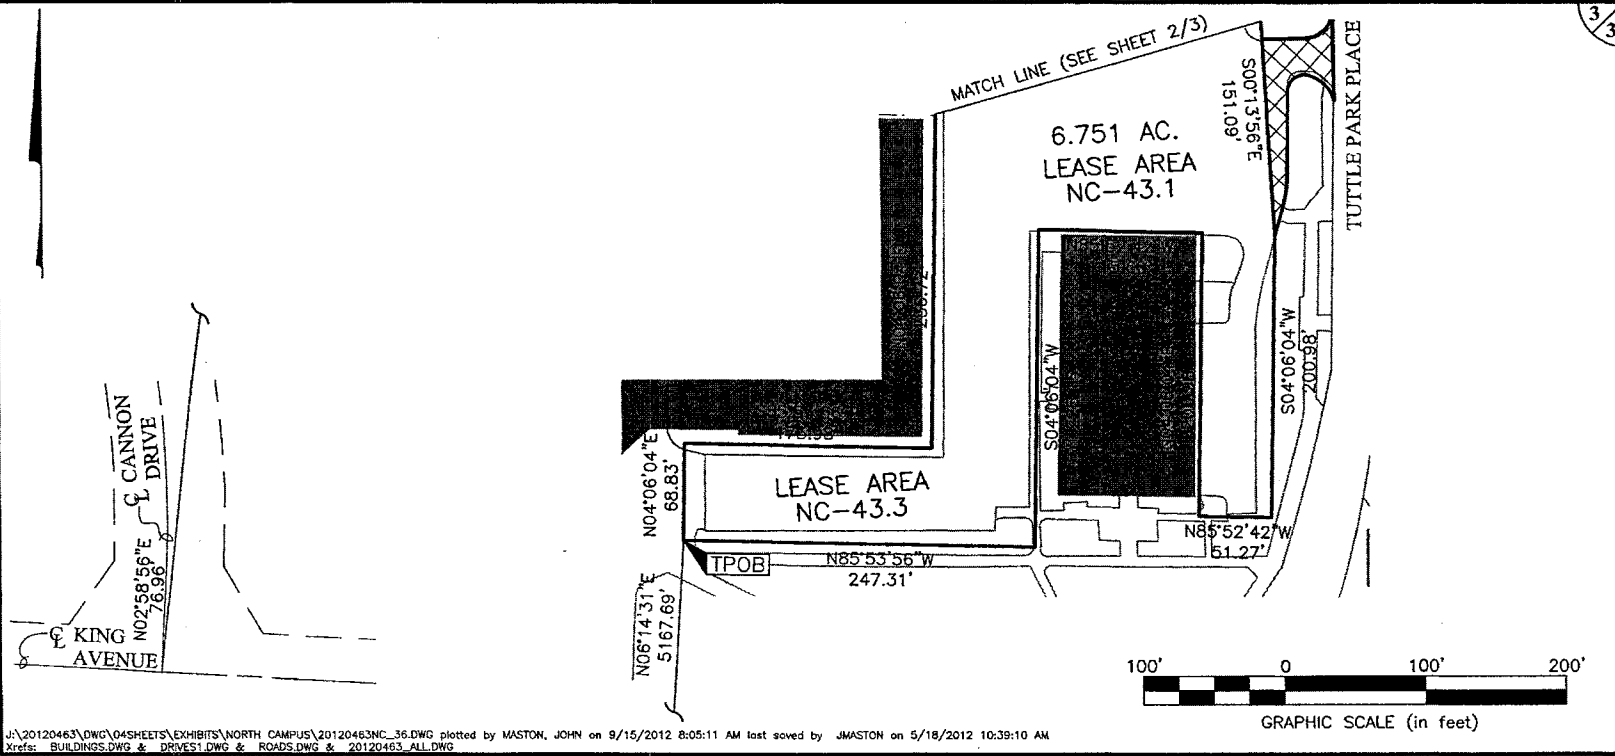 3
3
MATCH LINE (SEE SHEET 2/3)
S00°13'56"E
151.09'
TUTTLE PARK PLACE
6.751 AC.
LEASE AREA
NC-43.1
S04°06'04"W
S04°06'04"W
200.98'
℄ CANNON
DRIVE
N02°58'56"E
76.96
℄ KING
AVENUE
N04°06'04"E
68.83'
LEASE AREA
NC-43.3
TPOB
N85°53'56"W
247.31'
N85°52'42"W
51.27'
N06°14'31"E
5167.69'
100' 0 100' 200'
GRAPHIC SCALE (in feet)
J:\20120463\DWG\04SHEETS\EXHIBITS\NORTH CAMPUS\20120463NC_36.DWG plotted by MASTON, JOHN on 9/15/2012 8:05:11 AM last saved by JMASTON on 5/18/2012 10:39:10 AM
Xrefs: BUILDINGS.DWG & DRIVES1.DWG & ROADS.DWG & 20120463_ALL.DWG